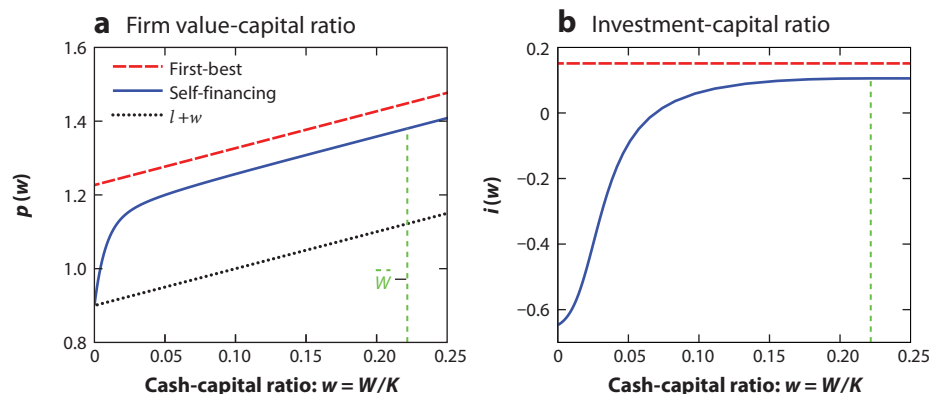 a Firm value-capital ratio
1.6
1.4
1.2
1.0
0.8
p(w)
First-best
Self-financing
l + w
W̅
0 0.05 0.10 0.15 0.20 0.25
Cash-capital ratio: w = W/K
b Investment-capital ratio
0.2
0
−0.2
−0.4
−0.6
i(w)
0 0.05 0.10 0.15 0.20 0.25
Cash-capital ratio: w = W/K